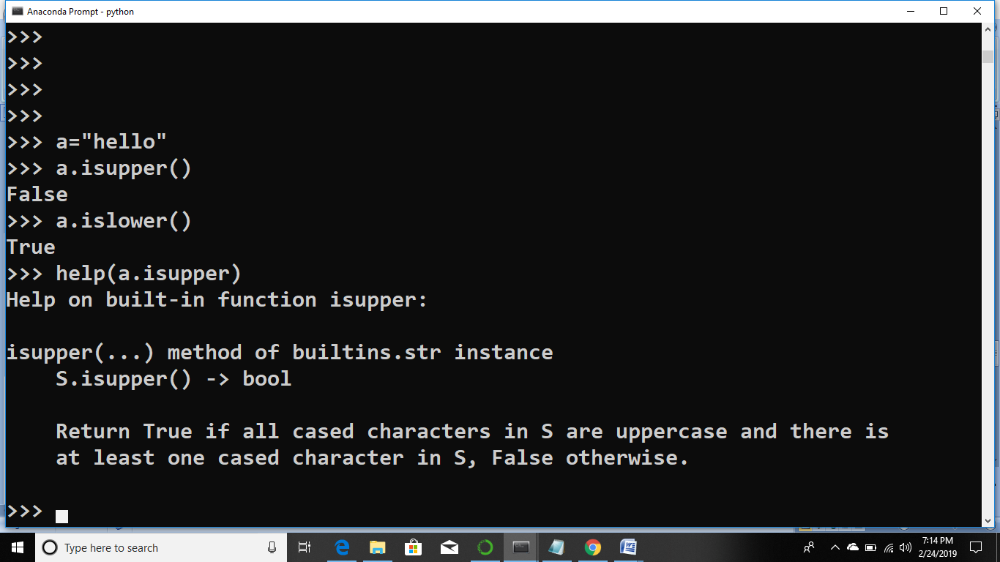 Anaconda Prompt - python
>>>
>>>
>>>
>>>
>>> a="hello"
>>> a.isupper()
False
>>> a.islower()
True
>>> help(a.isupper)
Help on built-in function isupper:
isupper(...) method of builtins.str instance
S.isupper() -> bool
Return True if all cased characters in S are uppercase and there is
at least one cased character in S, False otherwise.
>>>
Type here to search
7:14 PM
2/24/2019